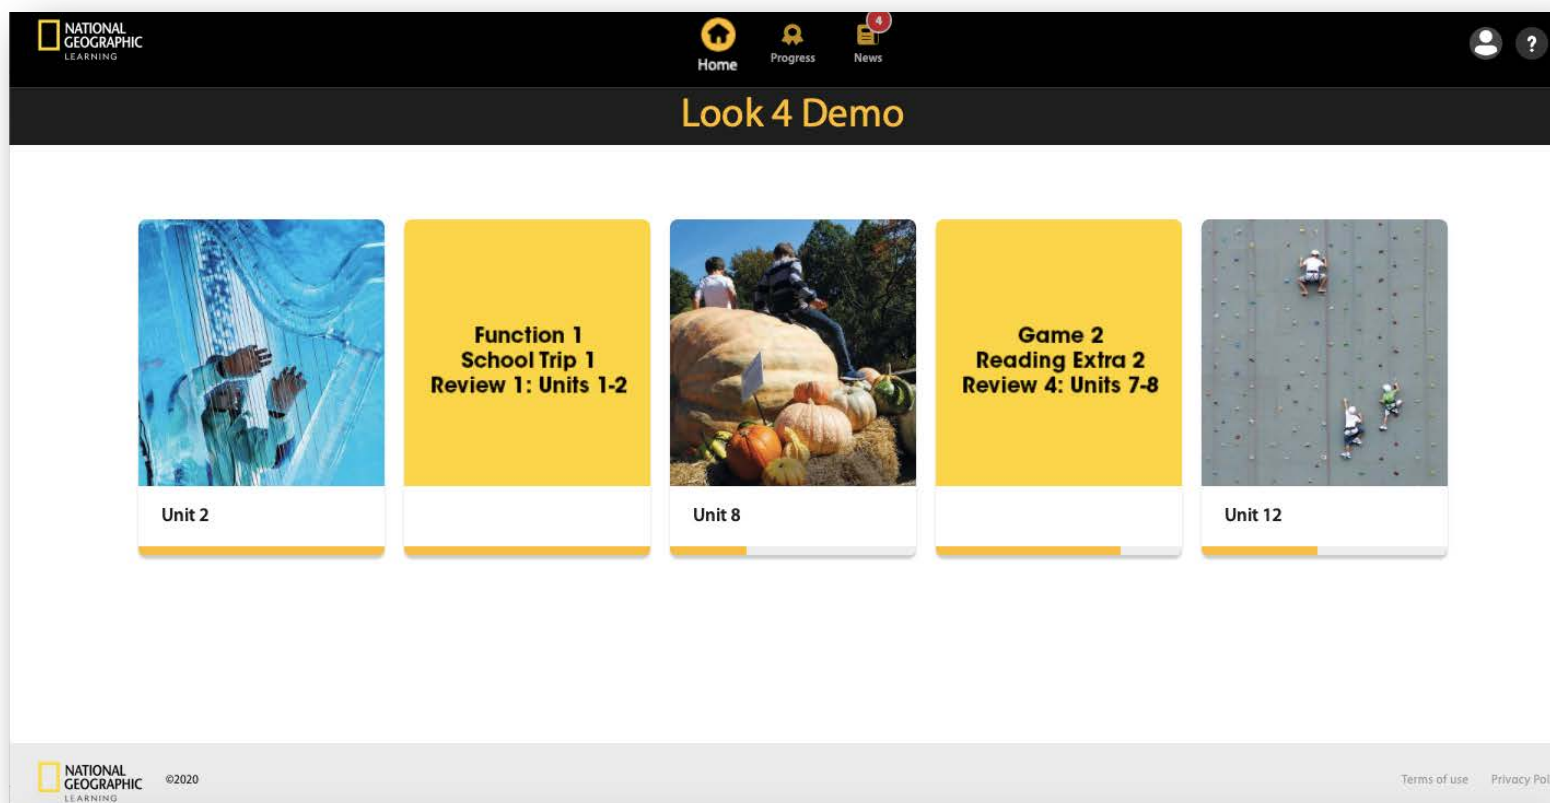 NATIONAL
GEOGRAPHIC
LEARNING
Home
Progress
4
News
?
Look 4 Demo
Function 1
School Trip 1
Review 1: Units 1-2
Game 2
Reading Extra 2
Review 4: Units 7-8
Unit 2
Unit 8
Unit 12
NATIONAL
GEOGRAPHIC
LEARNING
©2020
Terms of use
Privacy Pol